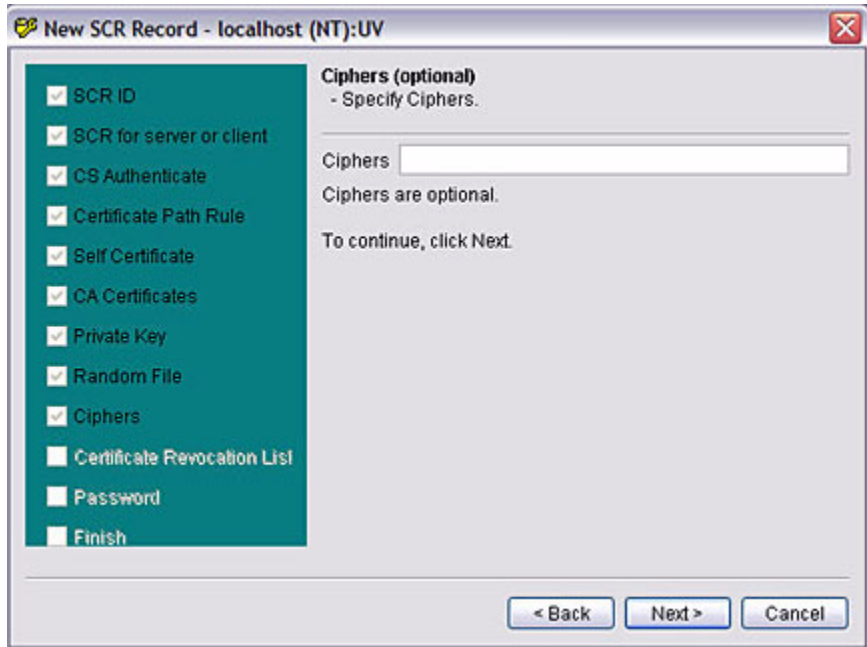 New SCR Record - localhost (NT):UV
SCR ID
SCR for server or client
CS Authenticate
Certificate Path Rule
Self Certificate
CA Certificates
Private Key
Random File
Ciphers
Certificate Revocation List
Password
Finish
Ciphers (optional)
- Specify Ciphers.
Ciphers
Ciphers are optional.
To continue, click Next.
< Back
Next >
Cancel